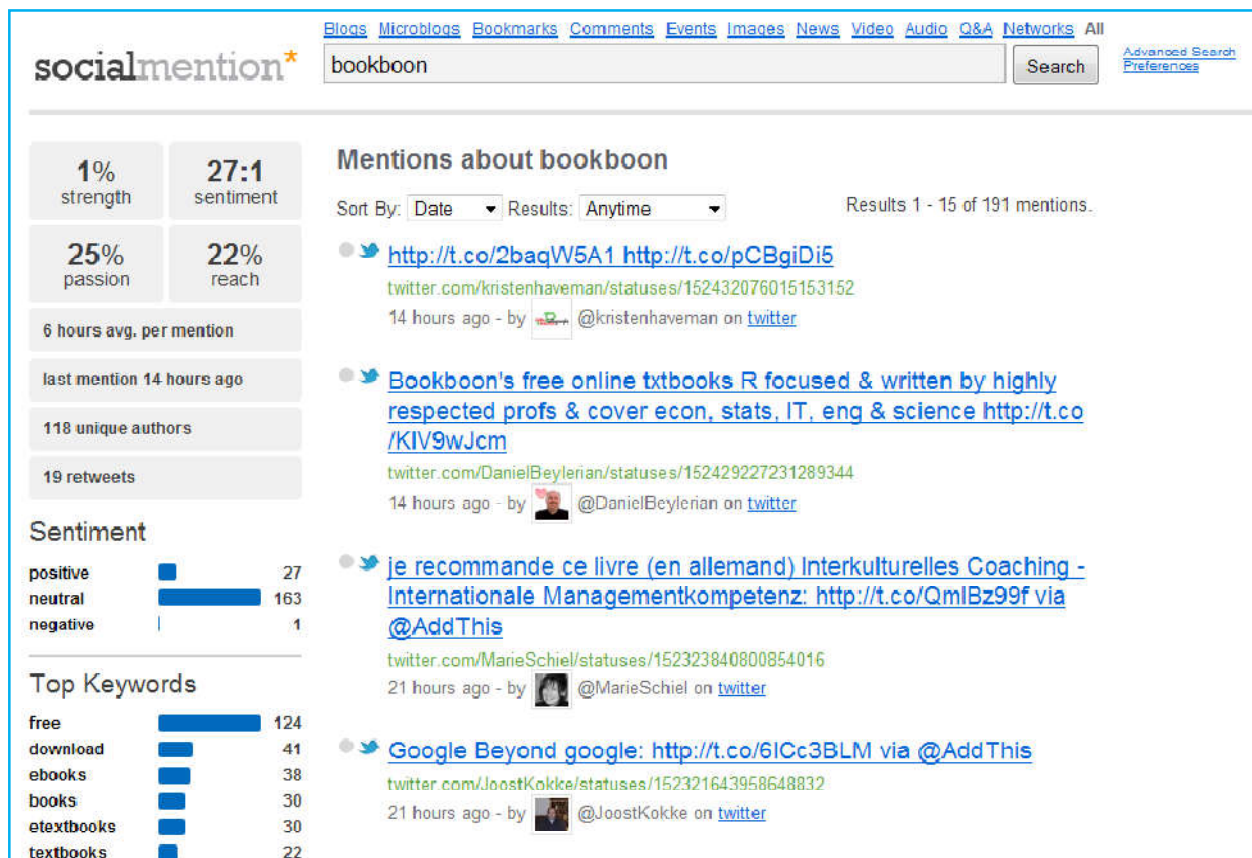 Blogs Microblogs Bookmarks Comments Events Images News Video Audio Q&A Networks All
socialmention*
bookboon
Search
Advanced Search
Preferences
1%
strength
27:1
sentiment
25%
passion
22%
reach
6 hours avg. per mention
last mention 14 hours ago
118 unique authors
19 retweets
Sentiment
positive 27
neutral 163
negative 1
Top Keywords
free 124
download 41
ebooks 38
books 30
etextbooks 30
textbooks 22
Mentions about bookboon
Sort By: Date Results: Anytime
Results 1 - 15 of 191 mentions.
http://t.co/2baqW5A1 http://t.co/pCBgiDi5
twitter.com/kristenhaveman/statuses/152432076015153152
14 hours ago - by @kristenhaveman on twitter
Bookboon's free online txtbooks R focused & written by highly
respected profs & cover econ, stats, IT, eng & science http://t.co
/KIV9wJcm
twitter.com/DanielBeylerian/statuses/152429227231289344
14 hours ago - by @DanielBeylerian on twitter
je recommande ce livre (en allemand) Interkulturelles Coaching -
Internationale Managementkompetenz: http://t.co/QmIBz99f via
@AddThis
twitter.com/MarieSchiel/statuses/152323840800854016
21 hours ago - by @MarieSchiel on twitter
Google Beyond google: http://t.co/6ICc3BLM via @AddThis
twitter.com/JoostKokke/statuses/152321643958648832
21 hours ago - by @JoostKokke on twitter